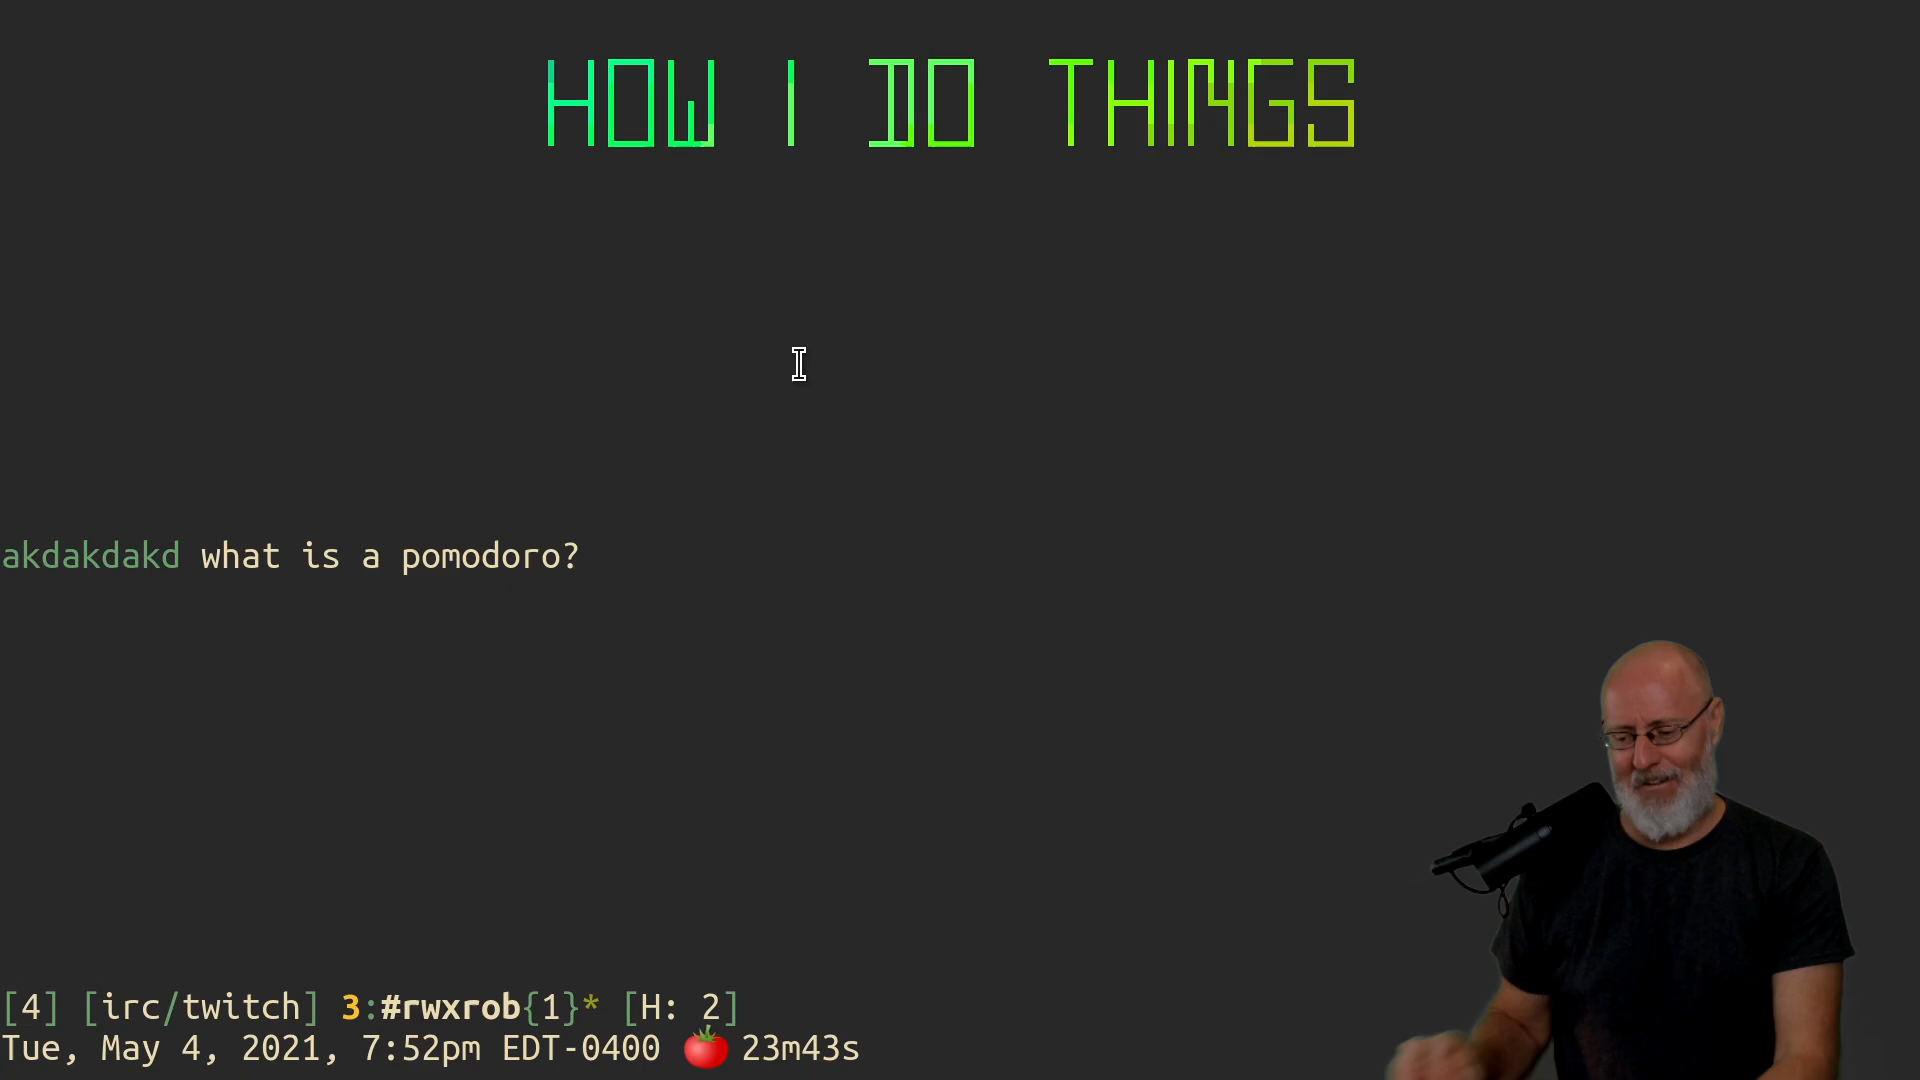 HOW I DO THINGS
akdakdakd what is a pomodoro?
[4] [irc/twitch] 3:#rwxrob{1}* [H: 2]
Tue, May 4, 2021, 7:52pm EDT-0400 🍅 23m43s